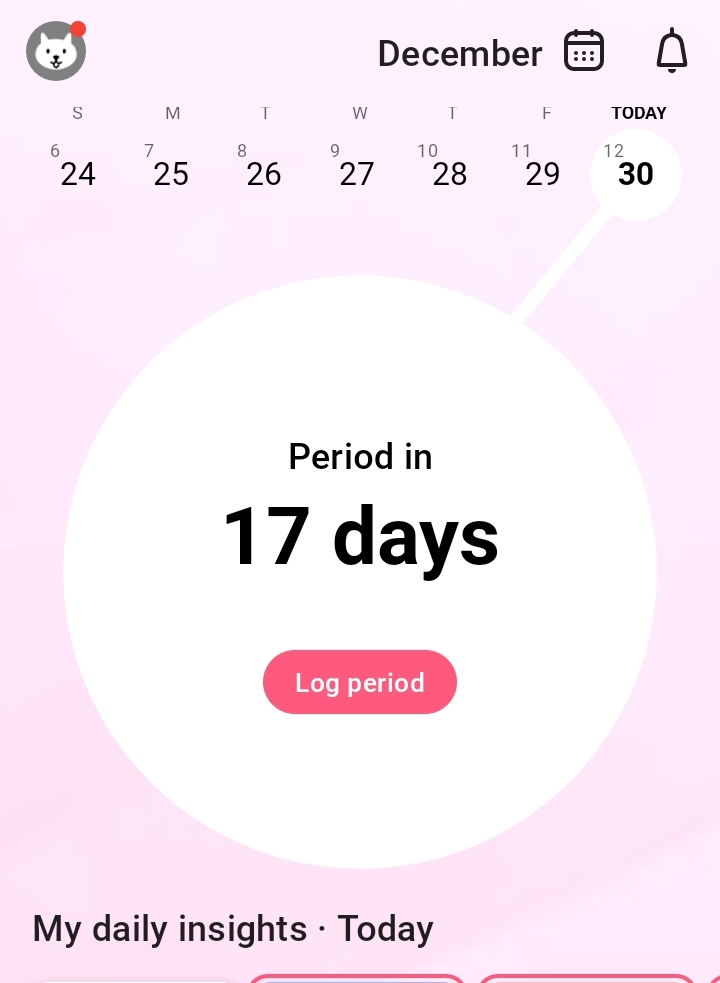 December
S M T W T F TODAY
6 7 8 9 10 11 12
24 25 26 27 28 29 30
Period in
17 days
Log period
My daily insights · Today